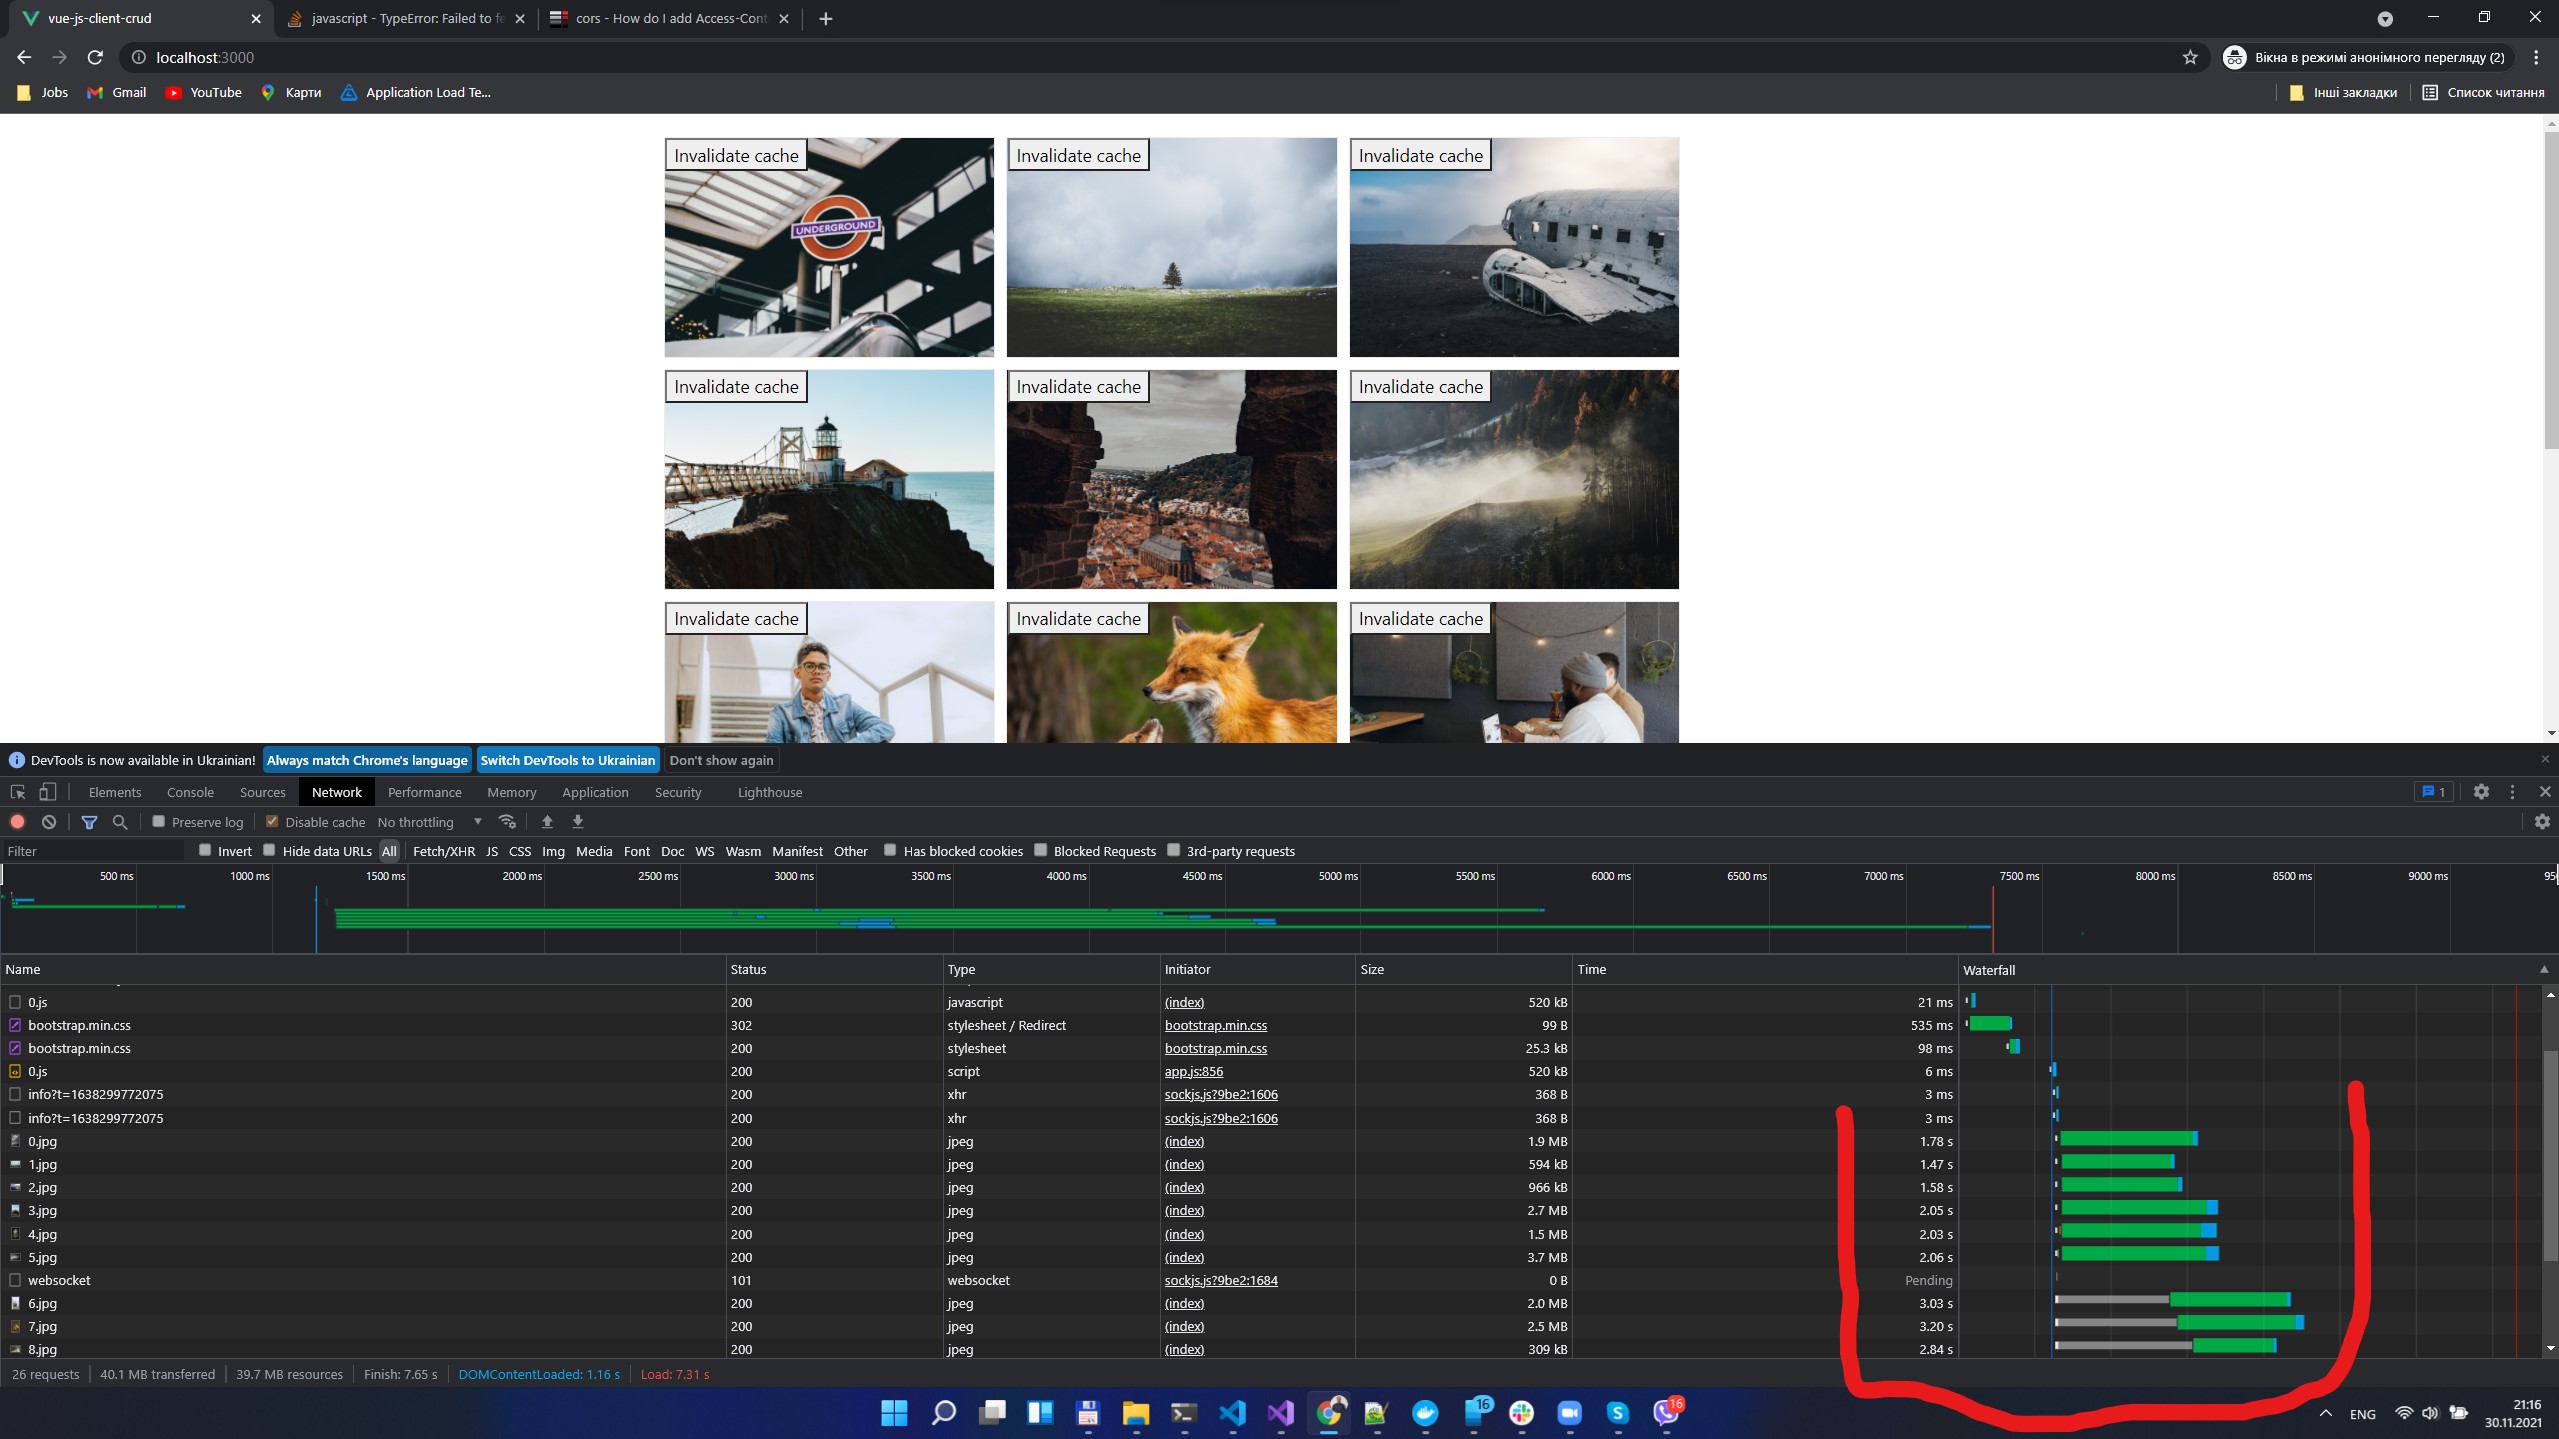 vue-js-client-crud
javascript - TypeError: Failed to fe
cors - How do I add Access-Cont
localhost:3000
Вікна в режимі анонімного перегляду (2)
Jobs Gmail YouTube Карти Application Load Te...
Інші закладки Список читання
Invalidate cache Invalidate cache Invalidate cache
UNDERGROUND
Invalidate cache Invalidate cache Invalidate cache
Invalidate cache Invalidate cache Invalidate cache
DevTools is now available in Ukrainian! Always match Chrome's language Switch DevTools to Ukrainian Don't show again
Elements Console Sources Network Performance Memory Application Security Lighthouse 1
Preserve log Disable cache No throttling
Filter Invert Hide data URLs All Fetch/XHR JS CSS Img Media Font Doc WS Wasm Manifest Other Has blocked cookies Blocked Requests 3rd-party requests
500 ms 1000 ms 1500 ms 2000 ms 2500 ms 3000 ms 3500 ms 4000 ms 4500 ms 5000 ms 5500 ms 6000 ms 6500 ms 7000 ms 7500 ms 8000 ms 8500 ms 9000 ms 95
Name Status Type Initiator Size Time Waterfall
0.js 200 javascript (index) 520 kB 21 ms
bootstrap.min.css 302 stylesheet / Redirect bootstrap.min.css 99 B 535 ms
bootstrap.min.css 200 stylesheet bootstrap.min.css 25.3 kB 98 ms
0.js 200 script app.js:856 520 kB 6 ms
info?t=1638299772075 200 xhr sockjs.js?9be2:1606 368 B 3 ms
info?t=1638299772075 200 xhr sockjs.js?9be2:1606 368 B 3 ms
0.jpg 200 jpeg (index) 1.9 MB 1.78 s
1.jpg 200 jpeg (index) 594 kB 1.47 s
2.jpg 200 jpeg (index) 966 kB 1.58 s
3.jpg 200 jpeg (index) 2.7 MB 2.05 s
4.jpg 200 jpeg (index) 1.5 MB 2.03 s
5.jpg 200 jpeg (index) 3.7 MB 2.06 s
websocket 101 websocket sockjs.js?9be2:1684 0 B Pending
6.jpg 200 jpeg (index) 2.0 MB 3.03 s
7.jpg 200 jpeg (index) 2.5 MB 3.20 s
8.jpg 200 jpeg (index) 309 kB 2.84 s
26 requests 40.1 MB transferred 39.7 MB resources Finish: 7.65 s DOMContentLoaded: 1.16 s Load: 7.31 s
16 16 ENG 21:16
30.11.2021